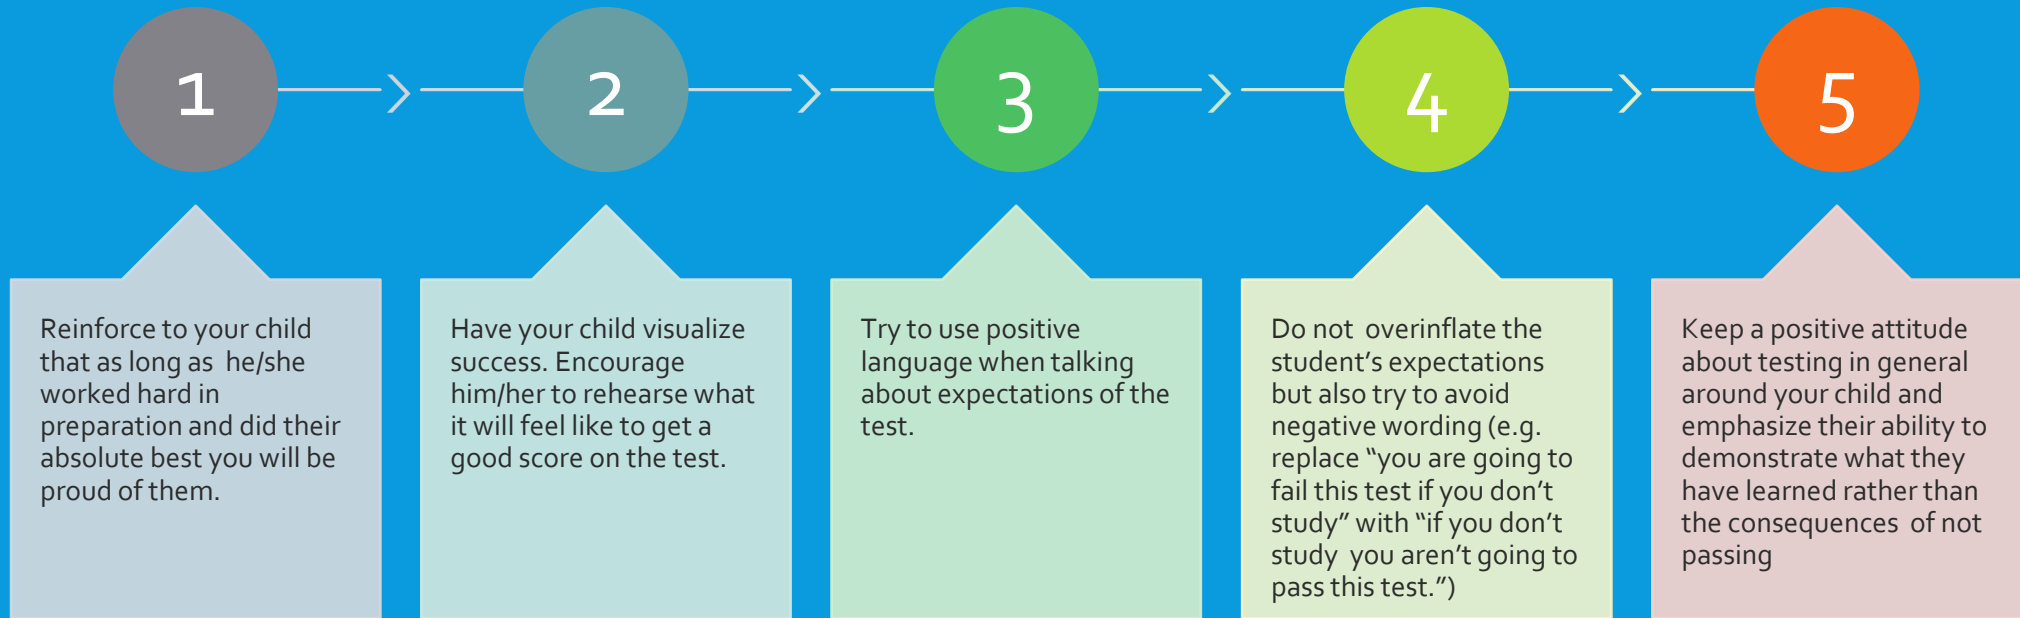 1
2
3
4
5
Reinforce to your child
that as long as  he/she
worked hard in
preparation and did their
absolute best you will be
proud of them.
Have your child visualize
success. Encourage
him/her to rehearse what
it will feel like to get a
good score on the test.
Try to use positive
language when talking
about expectations of the
test.
Do not  overinflate the
student’s expectations
but also try to avoid
negative wording (e.g.
replace “you are going to
fail this test if you don’t
study” with “if you don’t
study  you aren’t going to
pass this test.”)
Keep a positive attitude
about testing in general
around your child and
emphasize their ability to
demonstrate what they
have learned rather than
the consequences  of not
passing